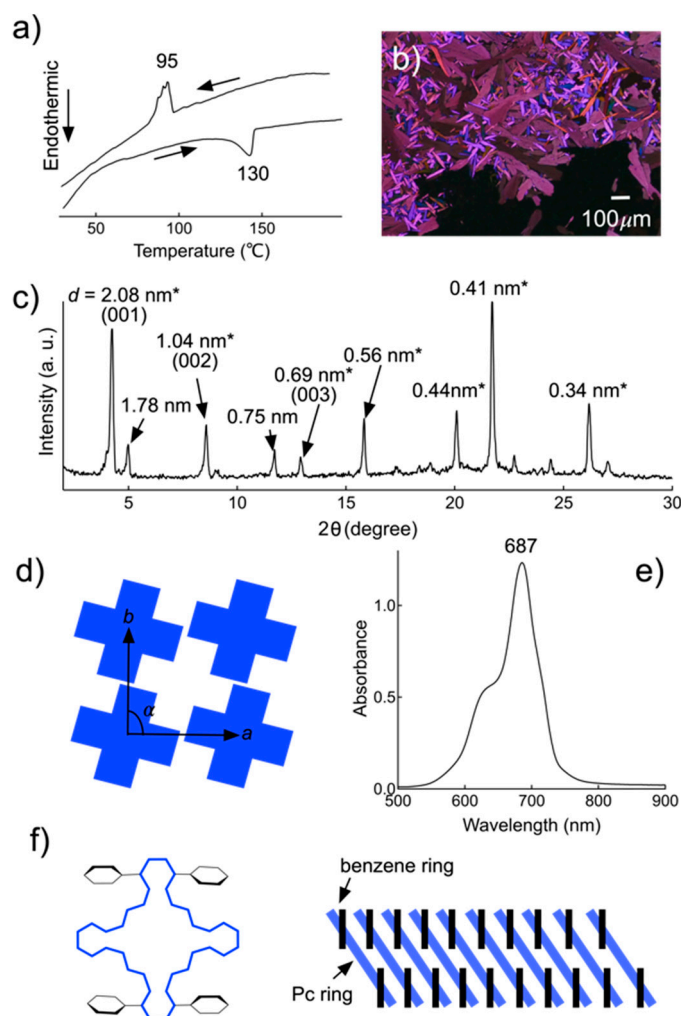 a)
95
Endothermic
130
50 100 150
Temperature (℃)
b)
100μm
c)
d = 2.08 nm*
(001)
1.78 nm
1.04 nm*
(002)
0.75 nm
0.69 nm*
(003)
0.56 nm*
0.44nm*
0.41 nm*
0.34 nm*
Intensity (a. u.)
5 10 15 20 25 30
2θ (degree)
d)
b
α
a
e)
687
Absorbance
1.0
0.5
0.0
500 600 700 800 900
Wavelength (nm)
f)
benzene ring
Pc ring